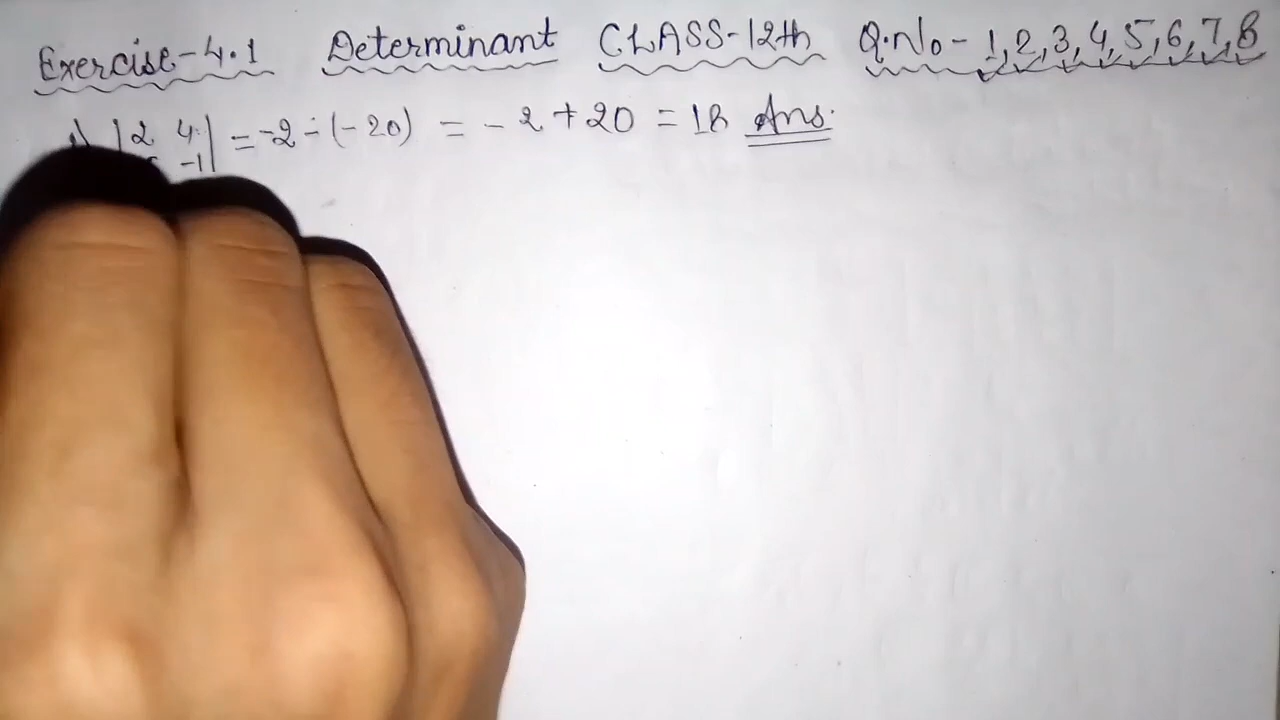 Exercise-4.1 Determinant CLASS-12th Q.No - 1,2,3,4,5,6,7,8
|2 4| = -2 - (-20) = - 2 + 20 = 18 Ans.
-1|